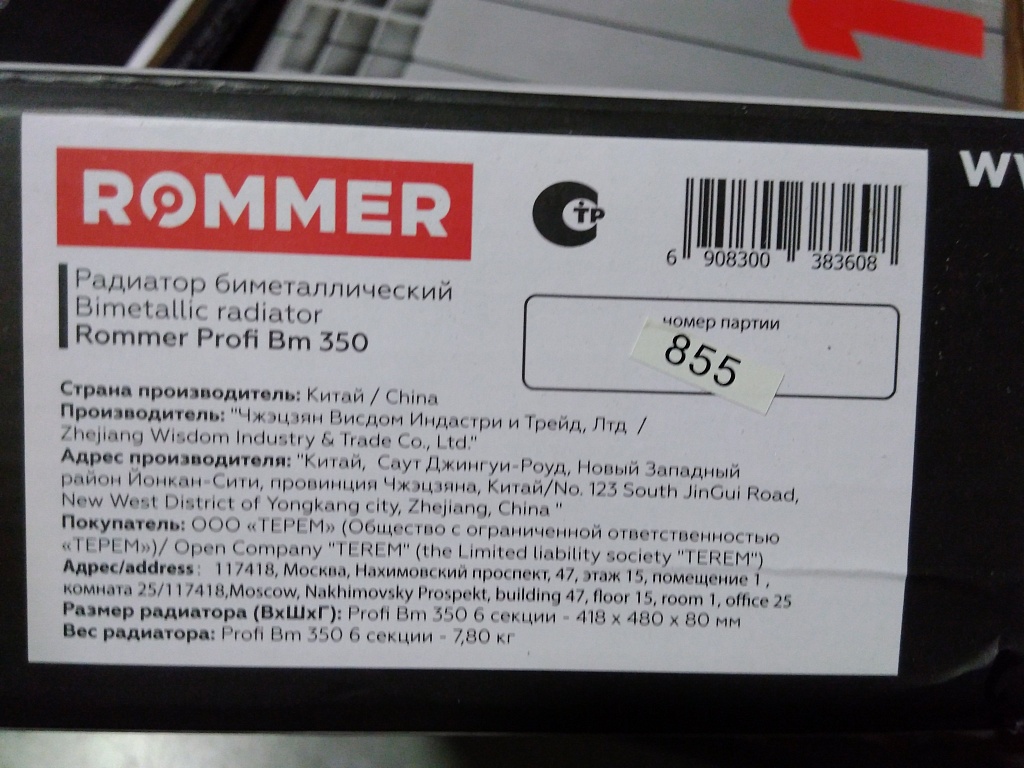 1
ROMMER
W
ТР
6 908300 383608
Радиатор биметаллический
Bimetallic radiator
Rommer Profi Bm 350
номер партии
855
Страна производитель: Китай / China
Производитель: "Чжэцзян Висдом Индастри и Трейд, Лтд /
Zhejiang Wisdom Industry & Trade Co., Ltd."
Адрес производителя: "Китай, Саут Джингуи-Роуд, Новый Западный
район Йонкан-Сити, провинция Чжэцзяна, Китай/No. 123 South JinGui Road,
New West District of Yongkang city, Zhejiang, China "
Покупатель: ООО «ТЕРЕМ» (Общество с ограниченной ответственностью
«ТЕРЕМ»)/ Open Company "TEREM" (the Limited liability society "TEREM")
Адрес/address: 117418, Москва, Нахимовский проспект, 47, этаж 15, помещение 1 ,
комната 25/117418,Moscow, Nakhimovsky Prospekt, building 47, floor 15, room 1, office 25
Размер радиатора (ВхШхГ): Profi Bm 350 6 секции - 418 x 480 x 80 мм
Вес радиатора: Profi Bm 350 6 секции - 7,80 кг